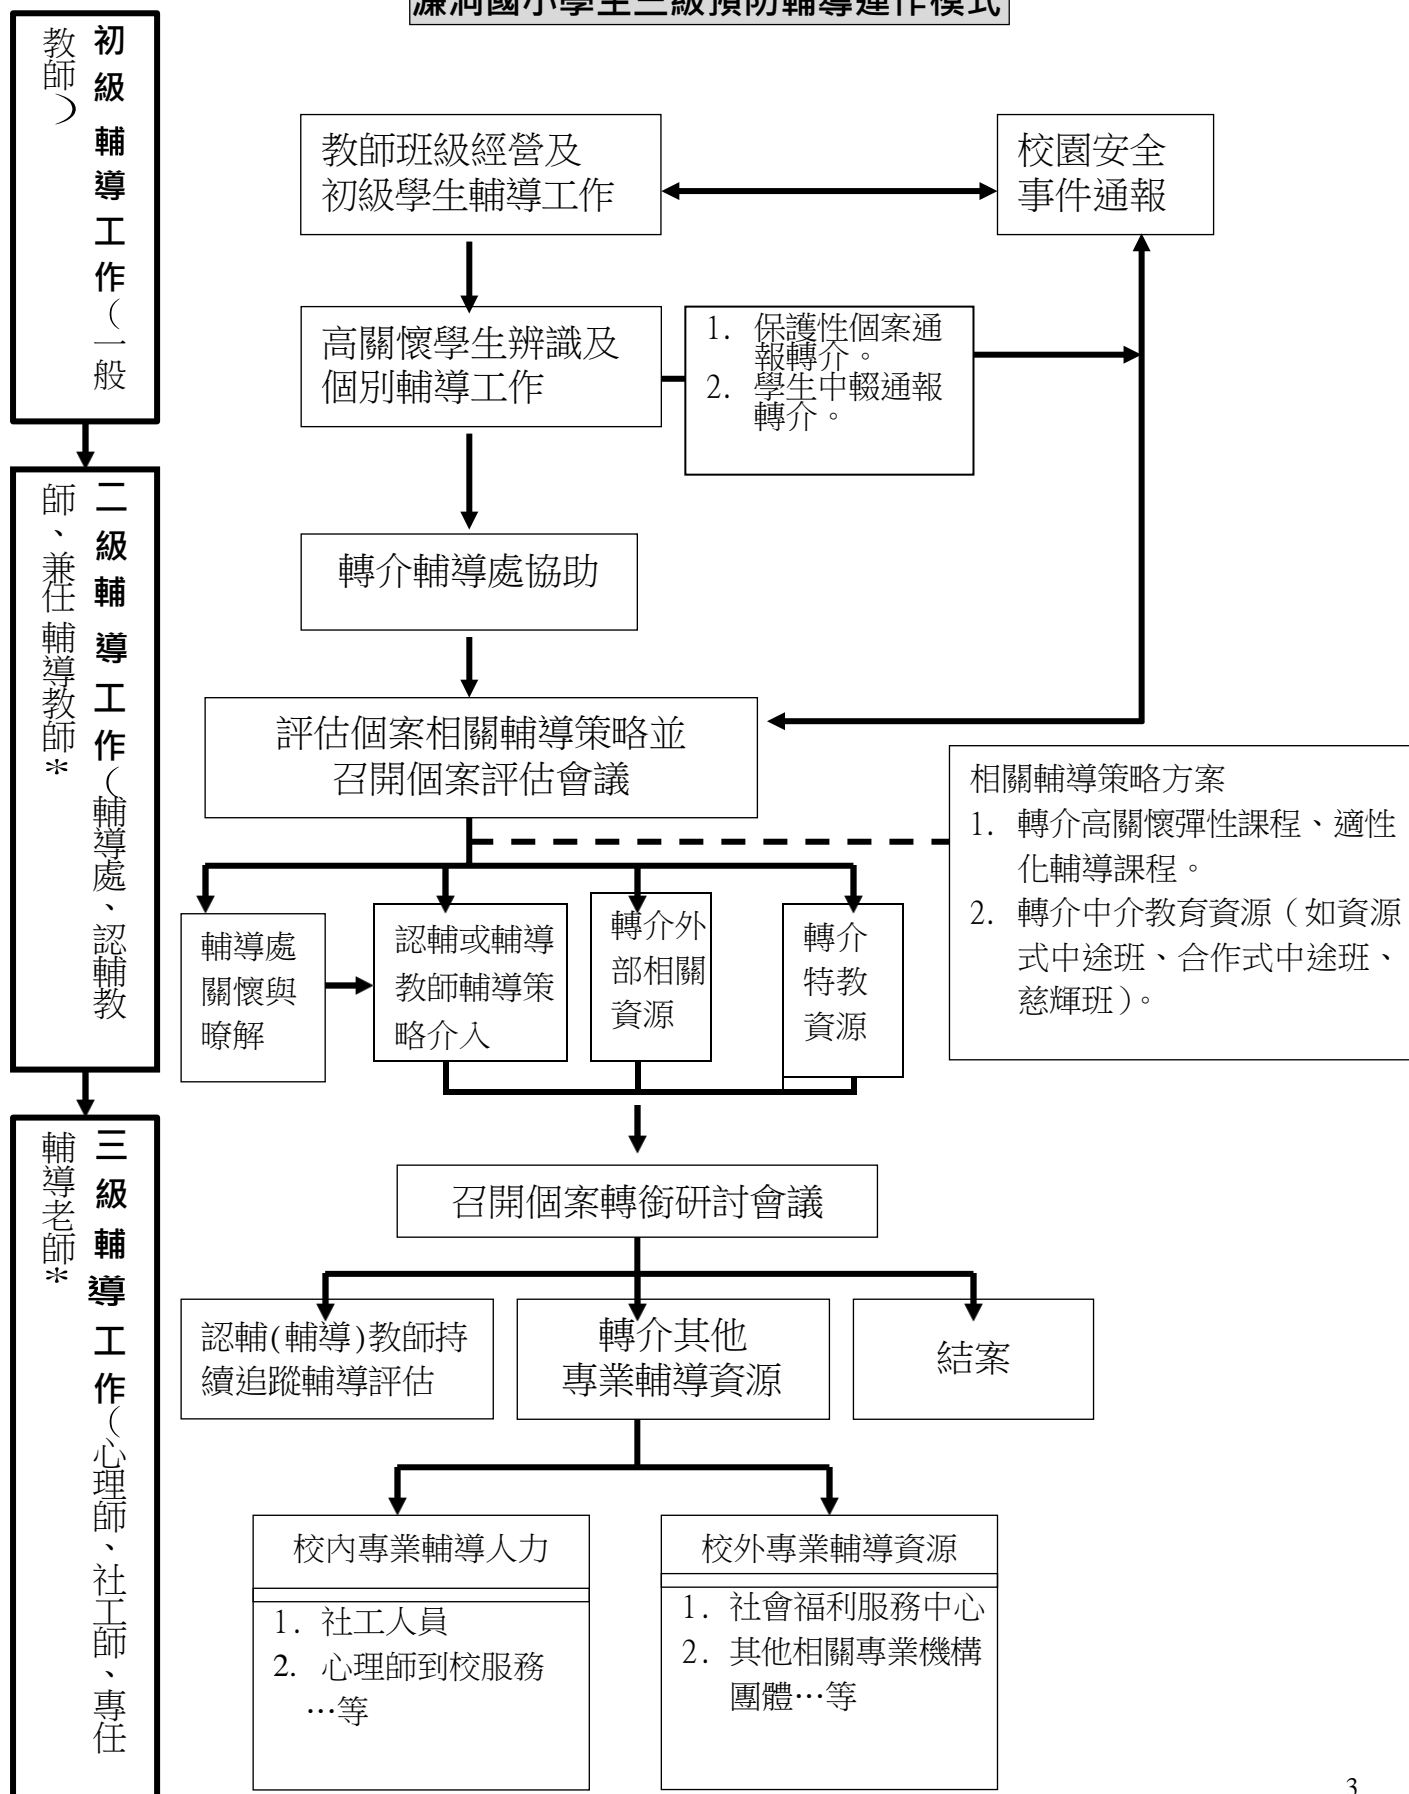 濂洞國小學生三級預防輔導運作模式
初級輔導工作（一般
教師）
教師班級經營及
初級學生輔導工作
校園安全
事件通報
高關懷學生辨識及
個別輔導工作
1. 保護性個案通
報轉介。
2. 學生中輟通報
轉介。
二級輔導工作（輔導處、認輔教
師、兼任輔導教師*
轉介輔導處協助
評估個案相關輔導策略並
召開個案評估會議
相關輔導策略方案
1. 轉介高關懷彈性課程、適性
化輔導課程。
2. 轉介中介教育資源（如資源
式中途班、合作式中途班、
慈輝班）。
輔導處
關懷與
暸解
認輔或輔導
教師輔導策
略介入
轉介外
部相關
資源
轉介
特教
資源
三級輔導工作（心理師、社工師、專任
輔導老師*
召開個案轉銜研討會議
認輔(輔導)教師持
續追蹤輔導評估
轉介其他
專業輔導資源
結案
校內專業輔導人力
1. 社工人員
2. 心理師到校服務
…等
校外專業輔導資源
1. 社會福利服務中心
2. 其他相關專業機構
團體…等
3